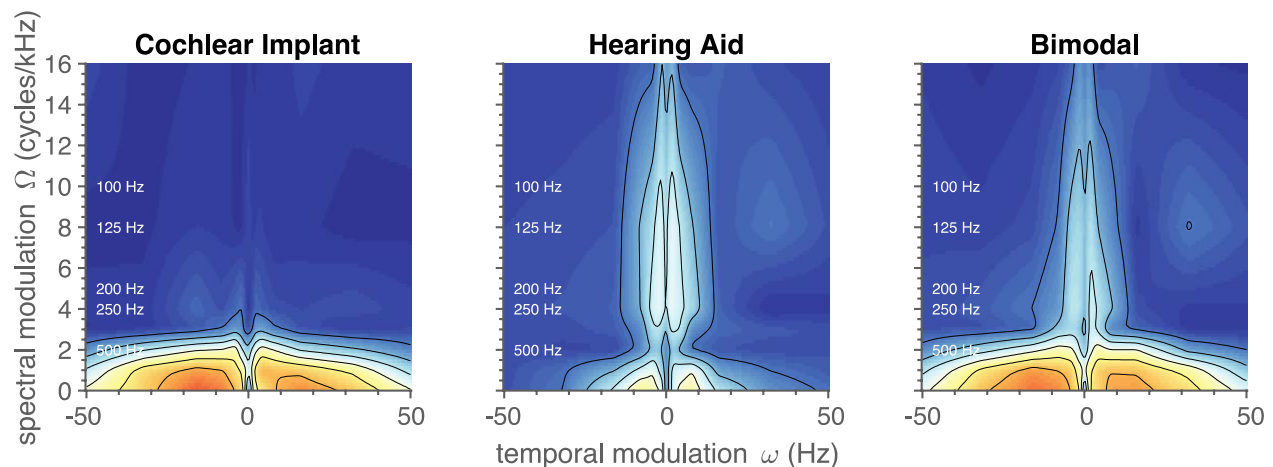 Cochlear Implant
Hearing Aid
Bimodal
spectral modulation Ω (cycles/kHz)
16
14
12
10
8
6
4
2
0
100 Hz
125 Hz
200 Hz
250 Hz
500 Hz
100 Hz
125 Hz
200 Hz
250 Hz
500 Hz
100 Hz
125 Hz
200 Hz
250 Hz
500 Hz
-50 0 50
-50 0 50
-50 0 50
temporal modulation ω (Hz)